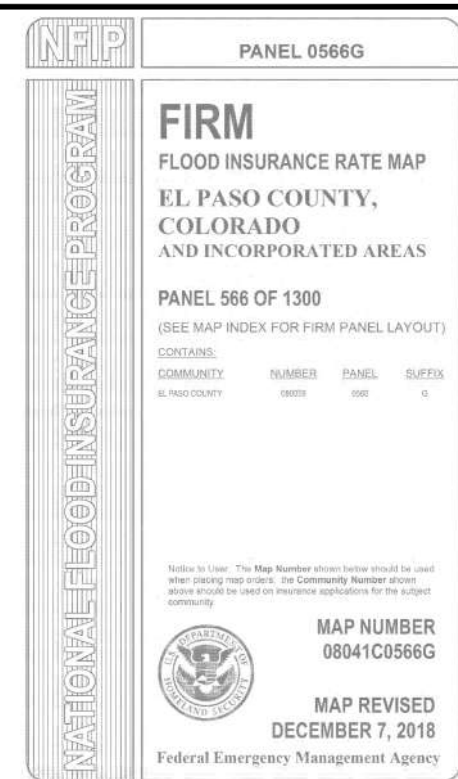 NFIP
PANEL 0566G
NATIONAL FLOOD INSURANCE PROGRAM
FIRM
FLOOD INSURANCE RATE MAP
EL PASO COUNTY,
COLORADO
AND INCORPORATED AREAS
PANEL 566 OF 1300
(SEE MAP INDEX FOR FIRM PANEL LAYOUT)
CONTAINS:
COMMUNITY NUMBER PANEL SUFFIX
EL PASO COUNTY G
Notice to User: The Map Number shown below should be used
when placing map orders: the Community Number shown
above should be used on insurance applications for the subject
community.
U.S. DEPARTMENT OF
HOMELAND SECURITY
MAP NUMBER
08041C0566G
MAP REVISED
DECEMBER 7, 2018
Federal Emergency Management Agency